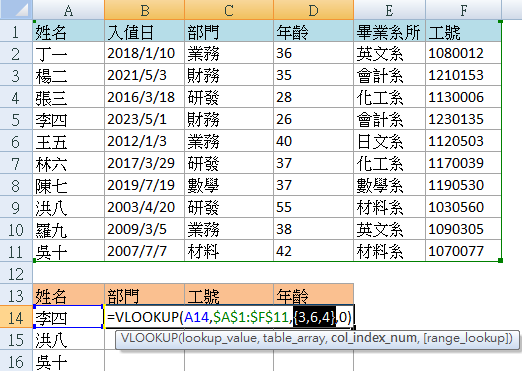 A B C D E F
1 姓名 入值日 部門 年齡 畢業系所 工號
2 丁一 2018/1/10 業務 36 英文系 1080012
3 楊二 2021/5/3 財務 35 會計系 1210153
4 張三 2016/3/18 研發 28 化工系 1130006
5 李四 2023/5/1 財務 26 會計系 1230135
6 王五 2012/1/3 業務 40 日文系 1120503
7 林六 2017/3/29 研發 37 化工系 1170039
8 陳七 2019/7/19 數學 37 數學系 1190530
9 洪八 2003/4/20 研發 55 材料系 1030560
10 羅九 2009/3/5 業務 38 英文系 1090305
11 吳十 2007/7/7 材料 42 材料系 1070077
12
13 姓名 部門 工號 年齡
14 李四 =VLOOKUP(A14,$A$1:$F$11,{3,6,4},0)
15 洪八 VLOOKUP(lookup_value, table_array, col_index_num, [range_lookup])
16 吳十